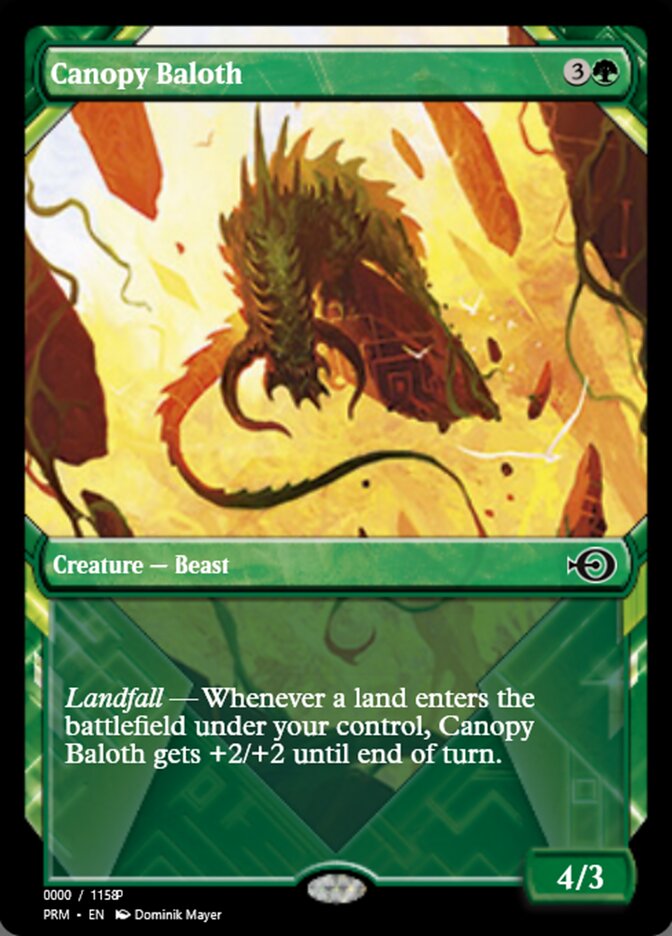 Canopy Baloth 3
Creature — Beast
Landfall — Whenever a land enters the
battlefield under your control, Canopy
Baloth gets +2/+2 until end of turn.
4/3
0000 / 1158P
PRM • EN Dominik Mayer